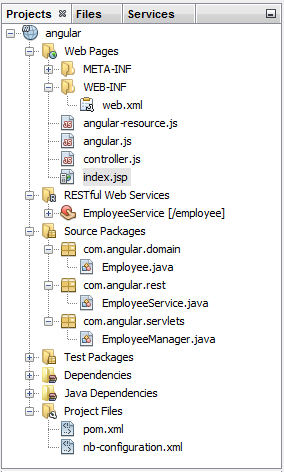 Projects Files Services
angular
Web Pages
META-INF
WEB-INF
web.xml
angular-resource.js
angular.js
controller.js
index.jsp
RESTful Web Services
EmployeeService [/employee]
Source Packages
com.angular.domain
Employee.java
com.angular.rest
EmployeeService.java
com.angular.servlets
EmployeeManager.java
Test Packages
Dependencies
Java Dependencies
Project Files
pom.xml
nb-configuration.xml